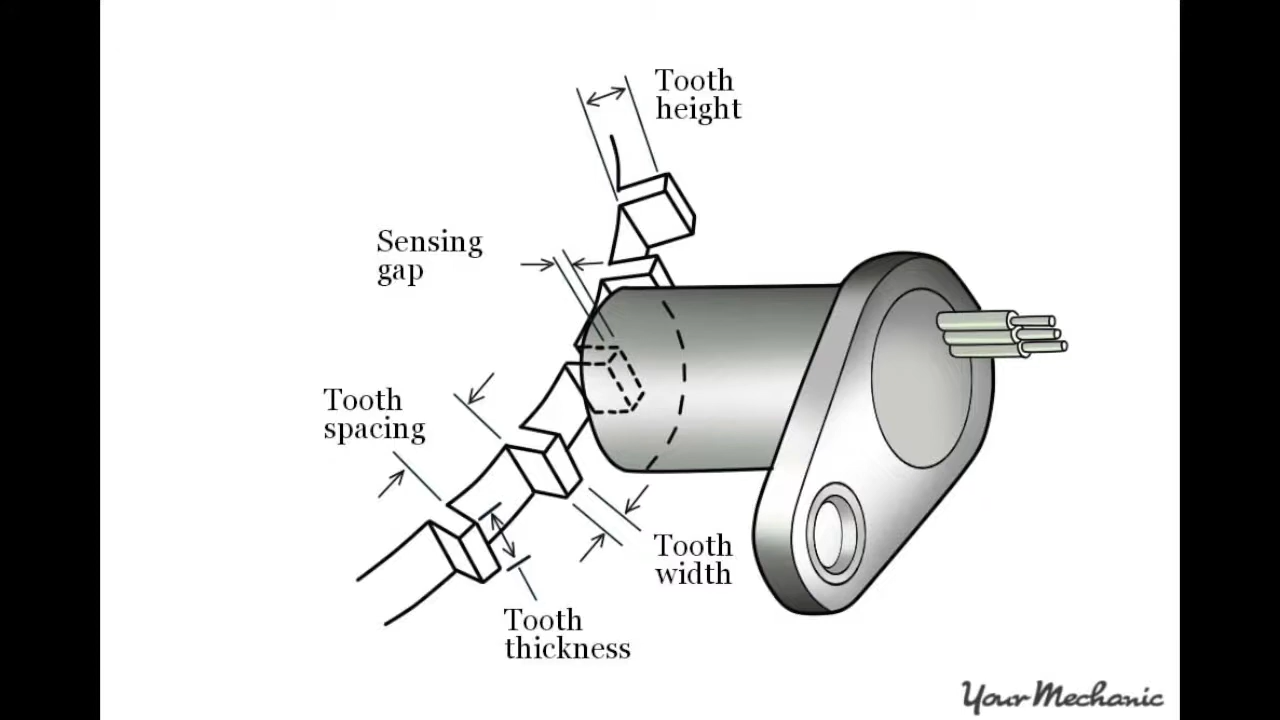 Tooth
height
Sensing
gap
Tooth
spacing
Tooth
width
Tooth
thickness
YourMechanic